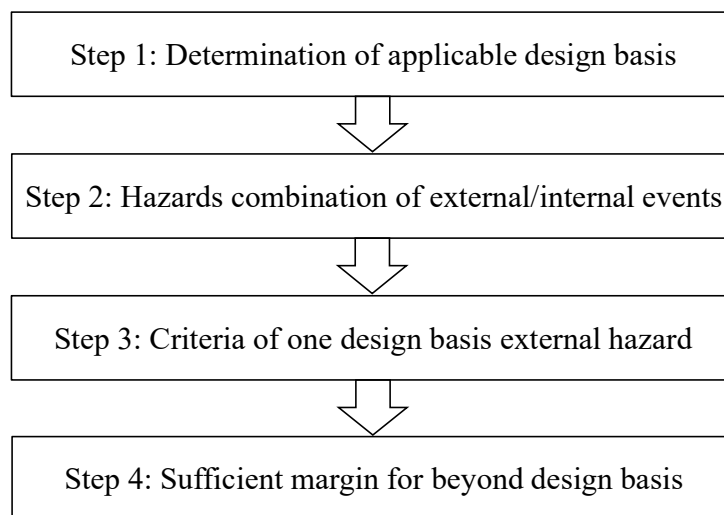 Step 1: Determination of applicable design basis
Step 2: Hazards combination of external/internal events
Step 3: Criteria of one design basis external hazard
Step 4: Sufficient margin for beyond design basis